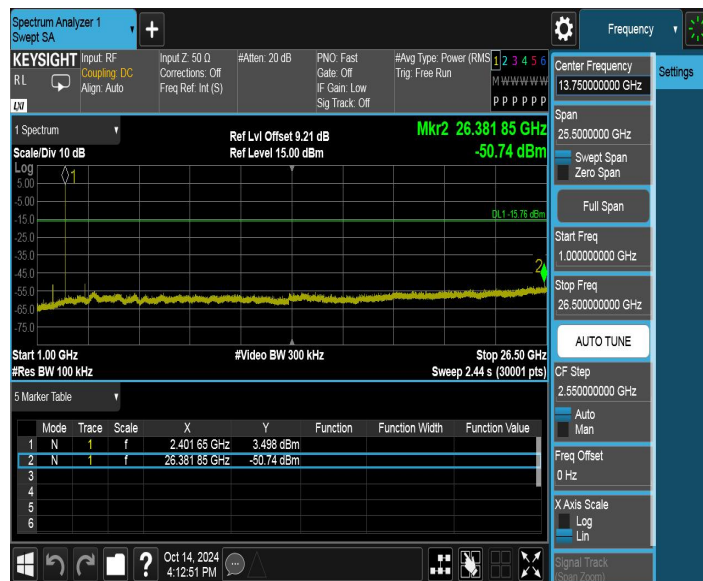 Spectrum Analyzer 1
Swept SA
+
Frequency
KEYSIGHT
RL
LXI
Input: RF
Coupling: DC
Align: Auto
Input Z: 50 Ω
Corrections: Off
Freq Ref: Int (S)
#Atten: 20 dB
PNO: Fast
Gate: Off
IF Gain: Low
Sig Track: Off
#Avg Type: Power (RMS
Trig: Free Run
1 2 3 4 5 6
M W W W W W
P P P P P P
1 Spectrum
Scale/Div 10 dB
Ref Lvl Offset 9.21 dB
Ref Level 15.00 dBm
Mkr2 26.381 85 GHz
-50.74 dBm
Log
5.00
-5.00
-15.0
-25.0
-35.0
-45.0
-55.0
-65.0
-75.0
1
DL1 -15.76 dBm
2
Start 1.00 GHz
#Res BW 100 kHz
#Video BW 300 kHz
Stop 26.50 GHz
Sweep 2.44 s (30001 pts)
5 Marker Table
Mode Trace Scale X Y Function Function Width Function Value
1 N 1 f 2.401 65 GHz 3.498 dBm
2 N 1 f 26.381 85 GHz -50.74 dBm
3
4
5
6
?
Oct 14, 2024
4:12:51 PM
Center Frequency
13.750000000 GHz
Span
25.5000000 GHz
Swept Span
Zero Span
Full Span
Start Freq
1.000000000 GHz
Stop Freq
26.500000000 GHz
AUTO TUNE
CF Step
2.550000000 GHz
Auto
Man
Freq Offset
0 Hz
X Axis Scale
Log
Lin
Signal Track
(Span Zoom)
Settings